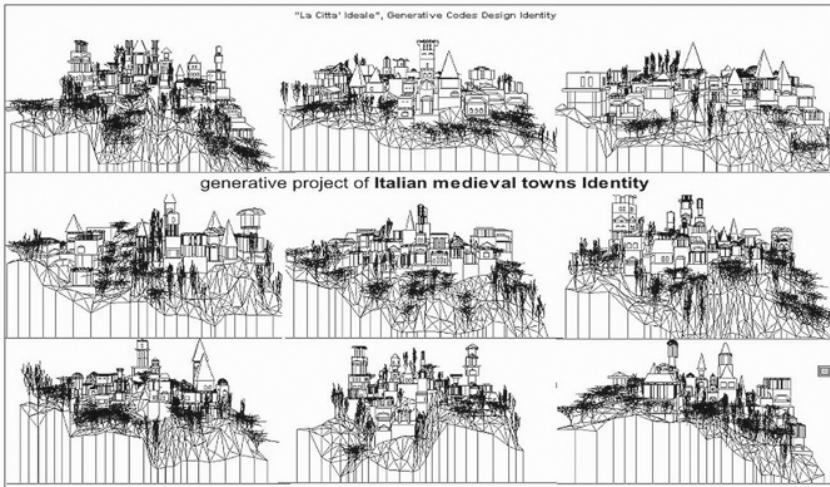 "La Citta' Ideale", Generative Codes Design Identity
generative project of Italian medieval towns Identity